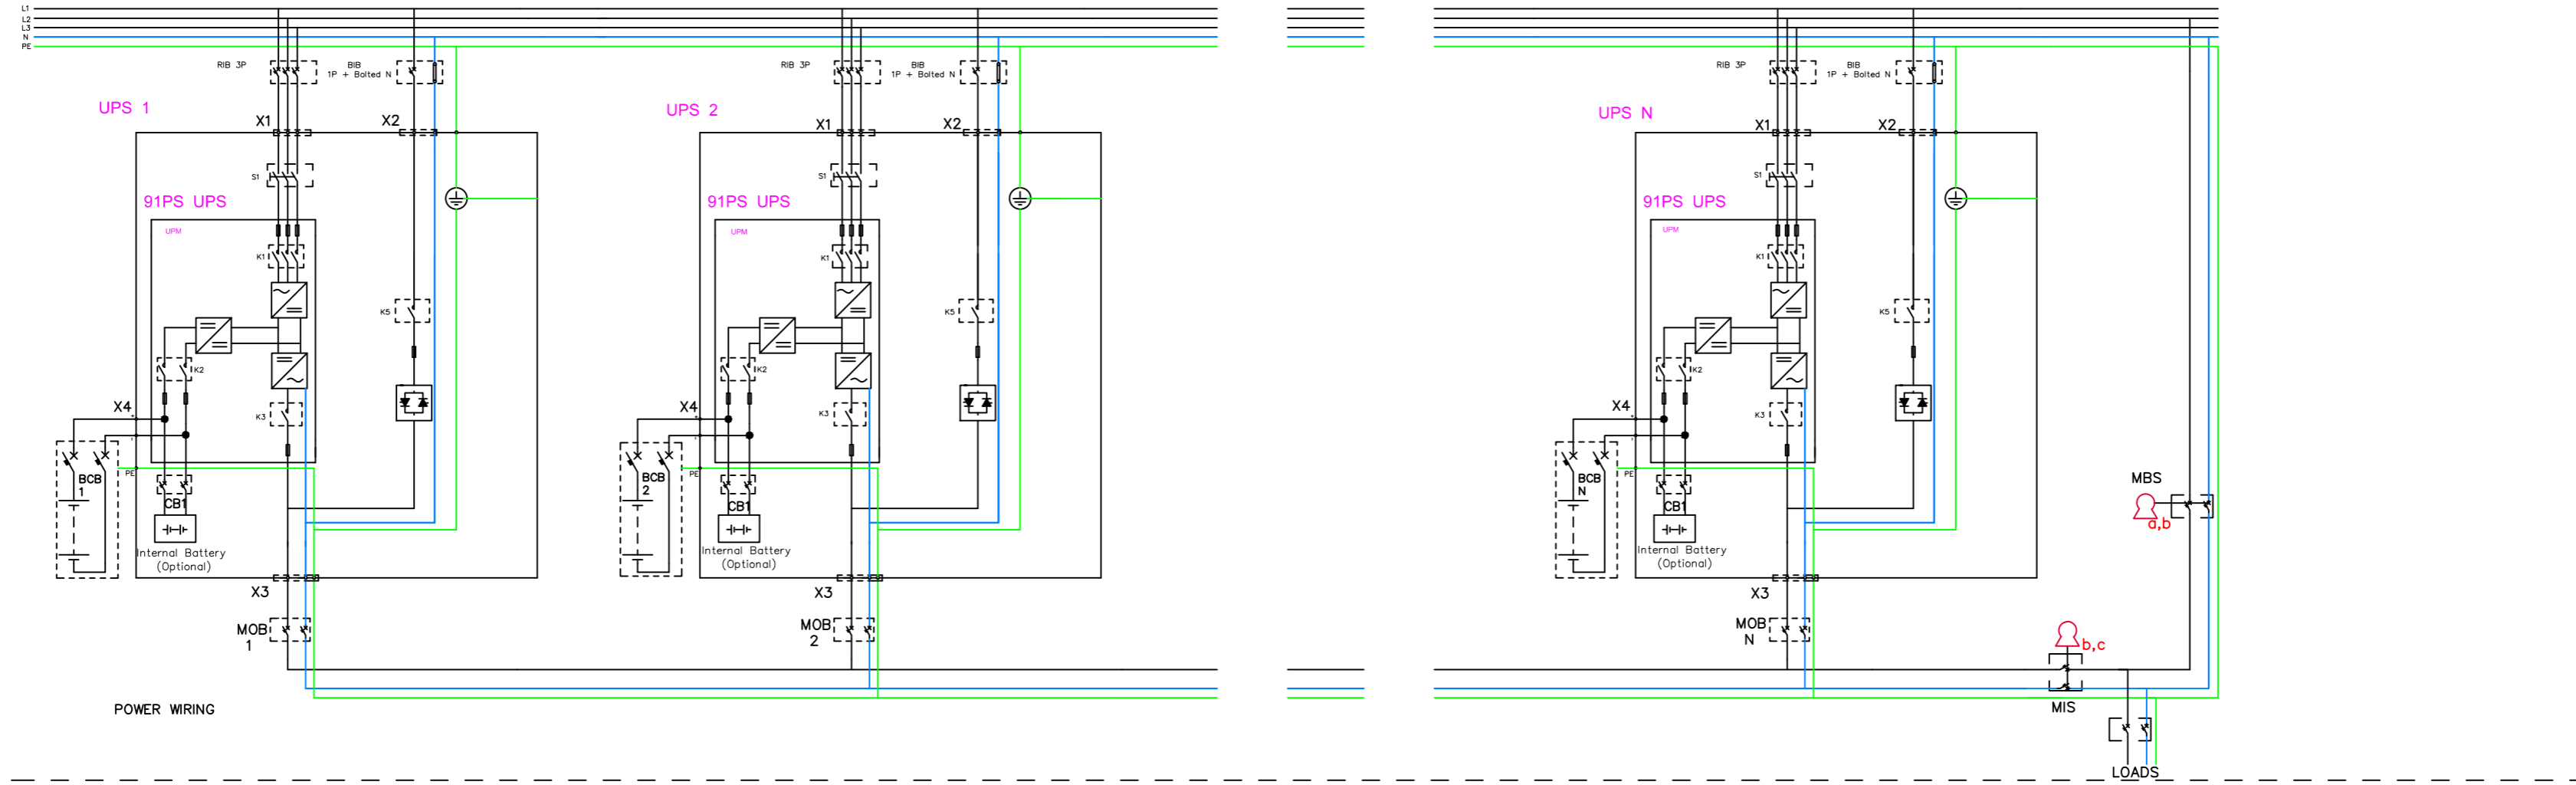 L1
L2
L3
N
PE
RIB 3P
BIB
1P + Bolted N
RIB 3P
BIB
1P + Bolted N
RIB 3P
BIB
1P + Bolted N
UPS 1
UPS 2
UPS N
X1
X2
X1
X2
X1
X2
S1
S1
S1
91PS UPS
91PS UPS
91PS UPS
UPM
UPM
UPM
K1
K1
K1
K5
K5
K5
K2
K2
K2
X4
K3
X4
K3
X4
K3
PE
BCB
1
PE
BCB
2
PE
BCB
N
MBS
a,b
CB1
CB1
CB1
Internal Battery
(Optional)
Internal Battery
(Optional)
Internal Battery
(Optional)
X3
X3
X3
MOB
1
MOB
2
MOB
N
b,c
MIS
POWER WIRING
LOADS